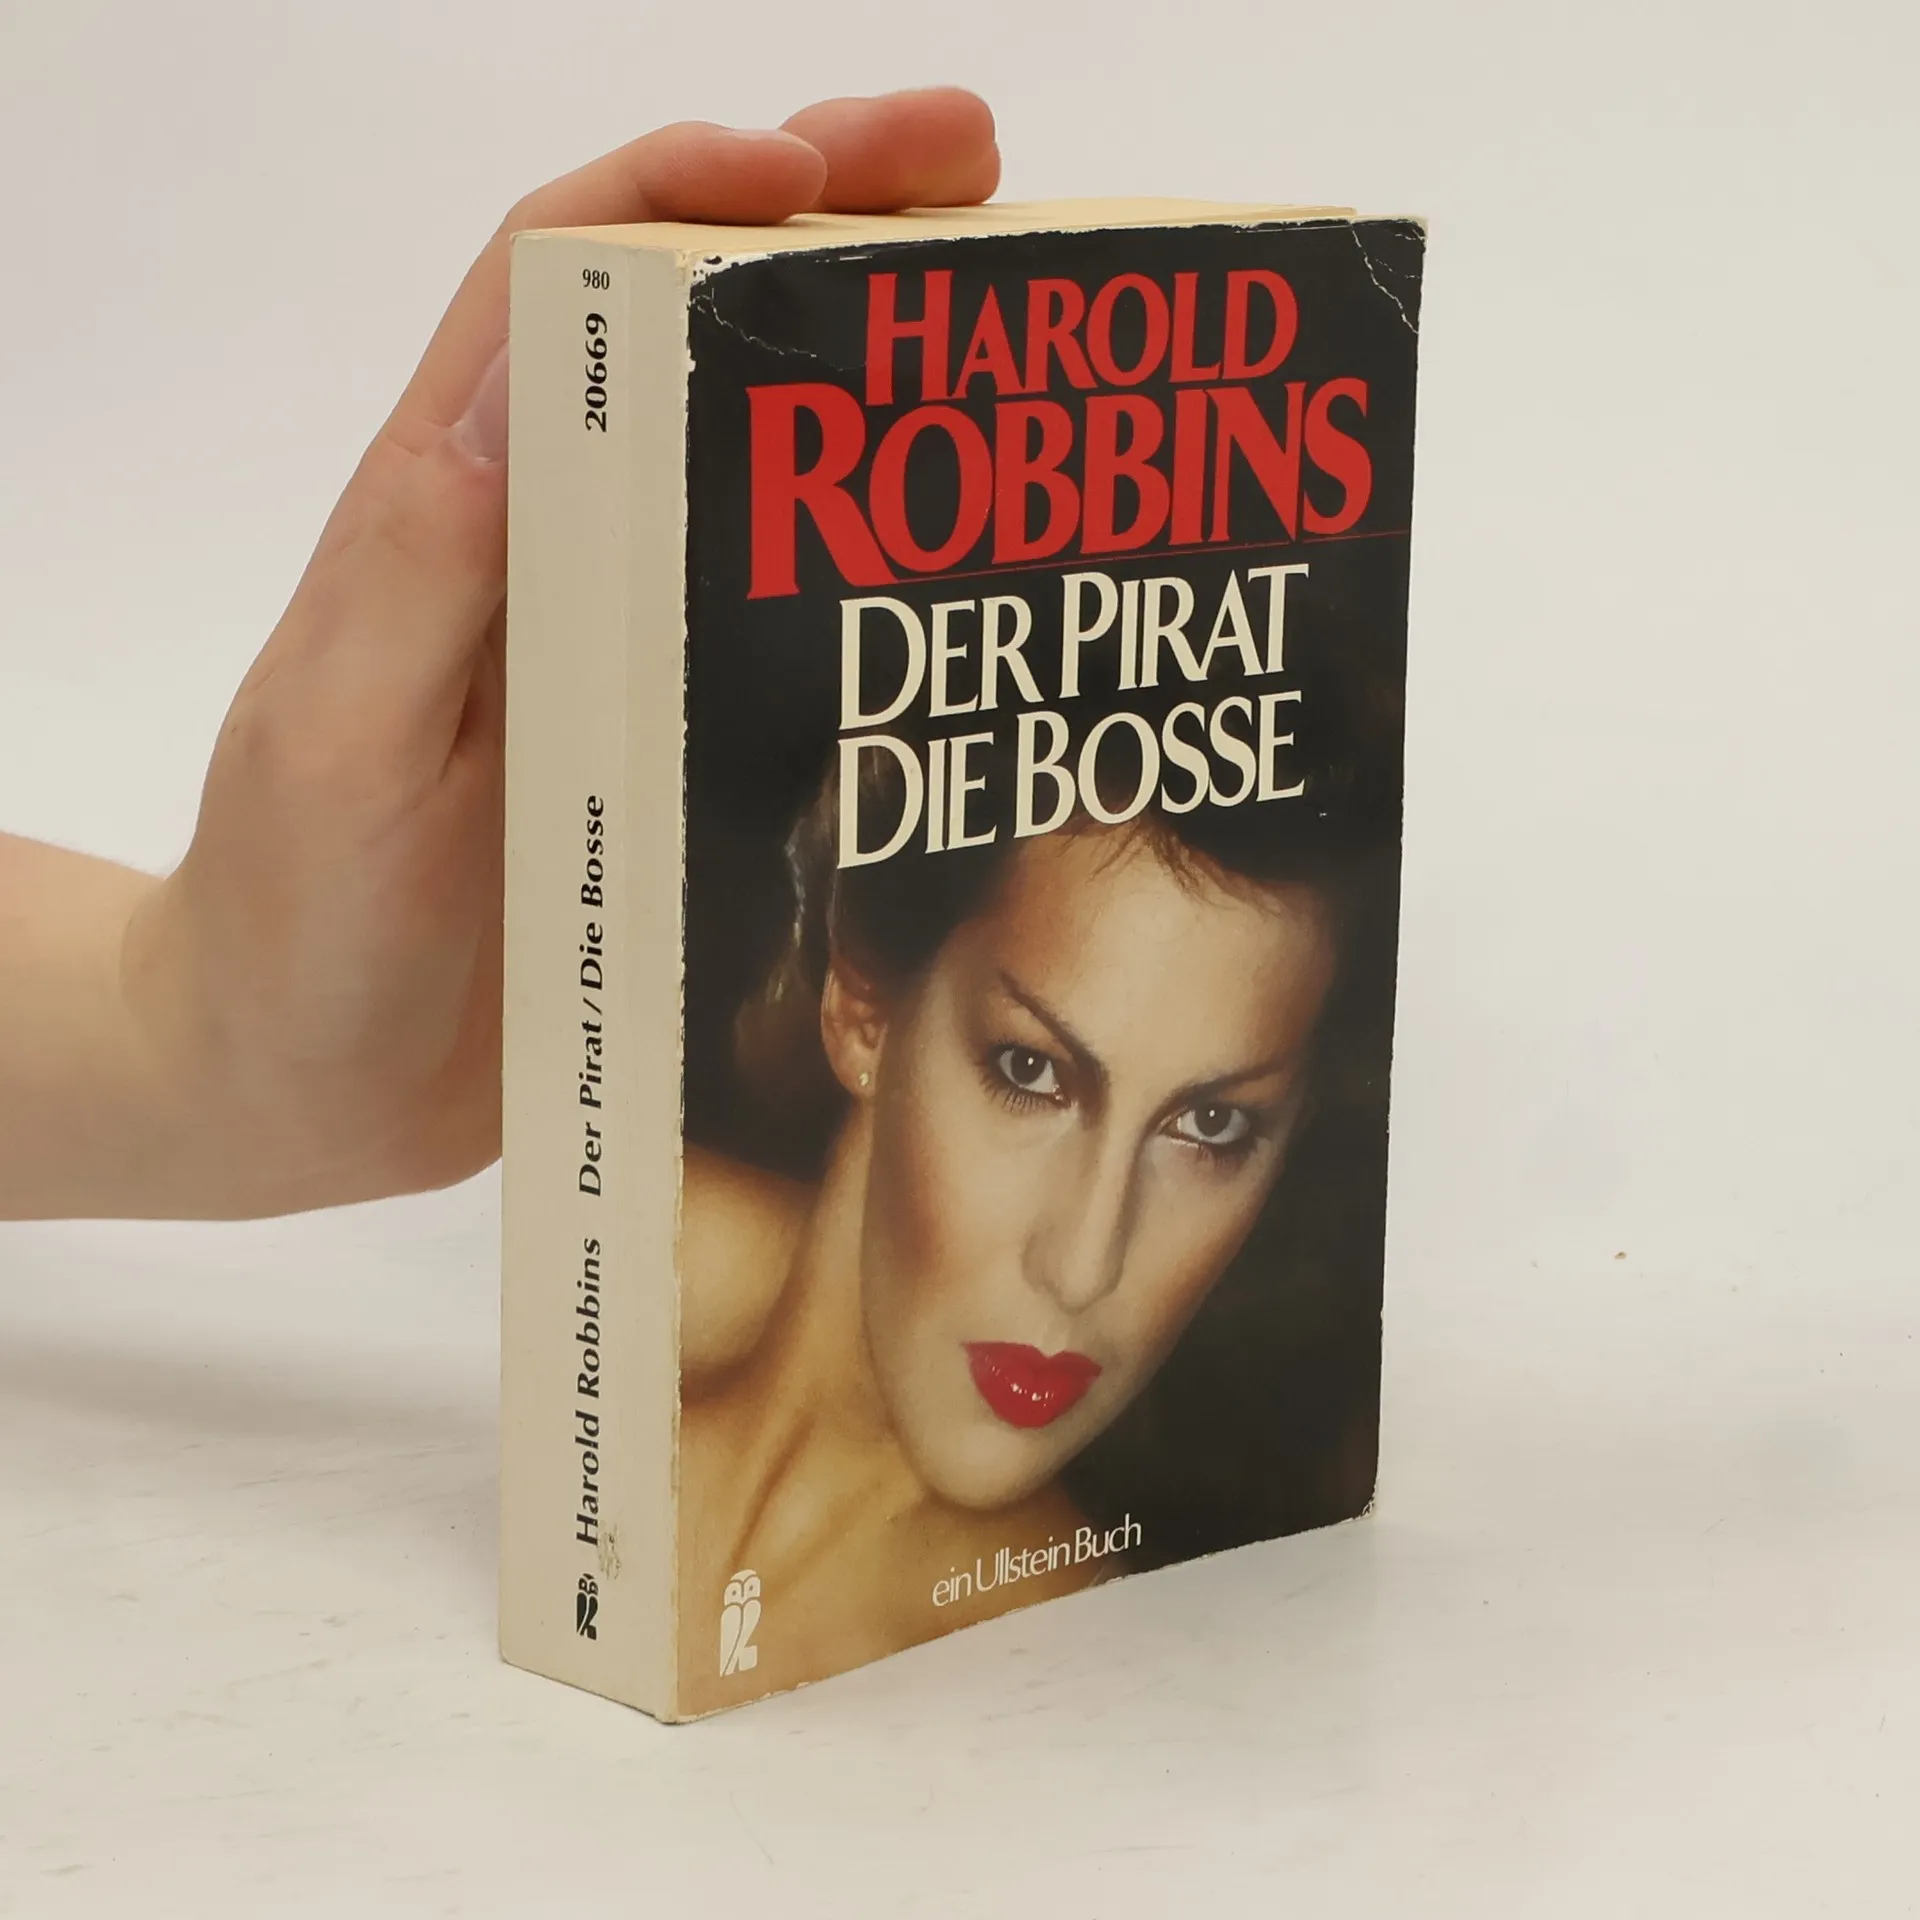 980
20669
Harold Robbins Der Pirat / Die Bosse
HAROLD
ROBBINS
DER PIRAT
DIE BOSSE
ein Ullstein Buch